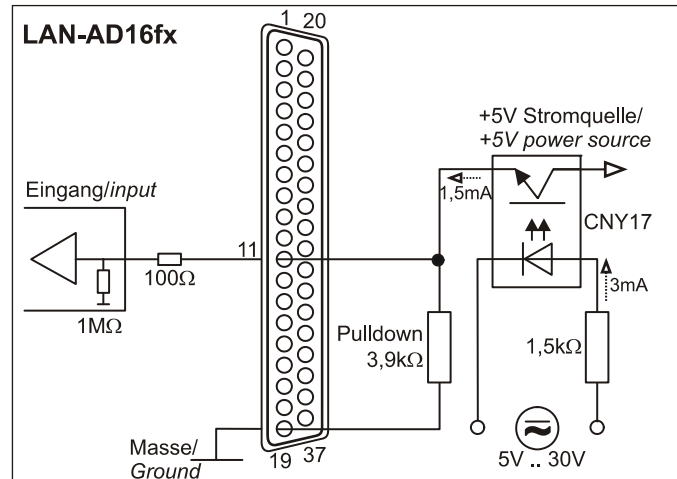 LAN-AD16fx
1 20
+5V Stromquelle/
+5V power source
1,5mA
Eingang/input
CNY17
11
100Ω
1MΩ
3mA
Pulldown
3,9kΩ
1,5kΩ
Masse/
Ground
19 37
5V .. 30V